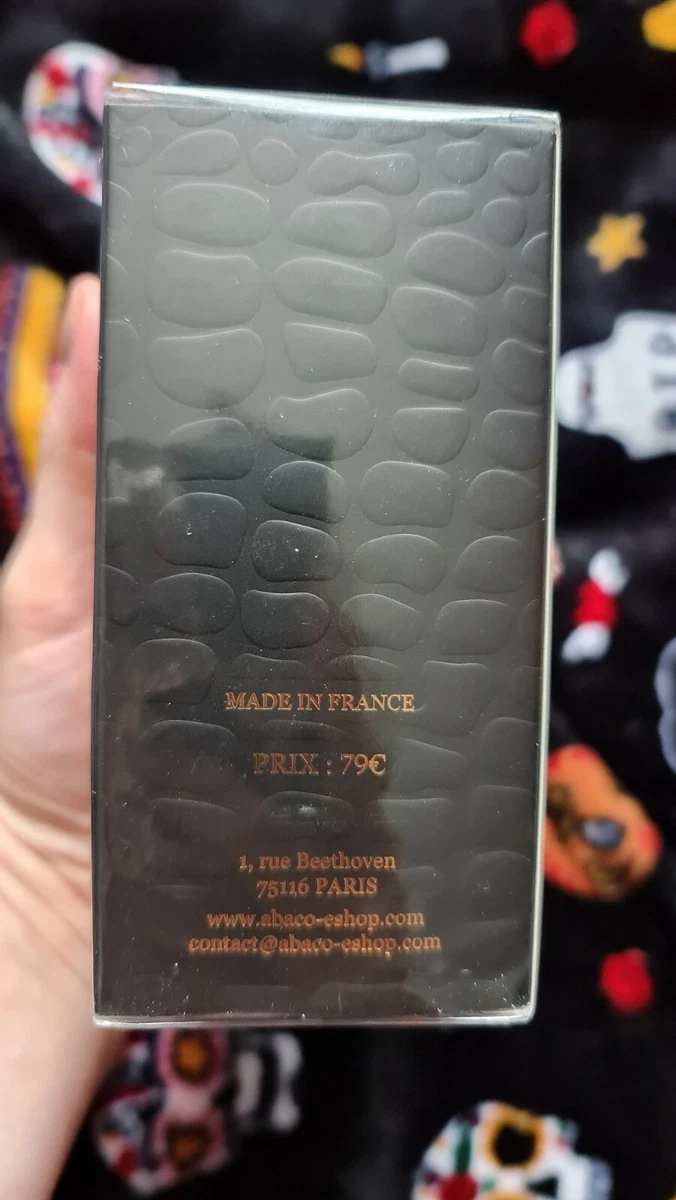 MADE IN FRANCE
PRIX : 79€
1, rue Beethoven
75116 PARIS
www.abaco-eshop.com
contact@abaco-eshop.com